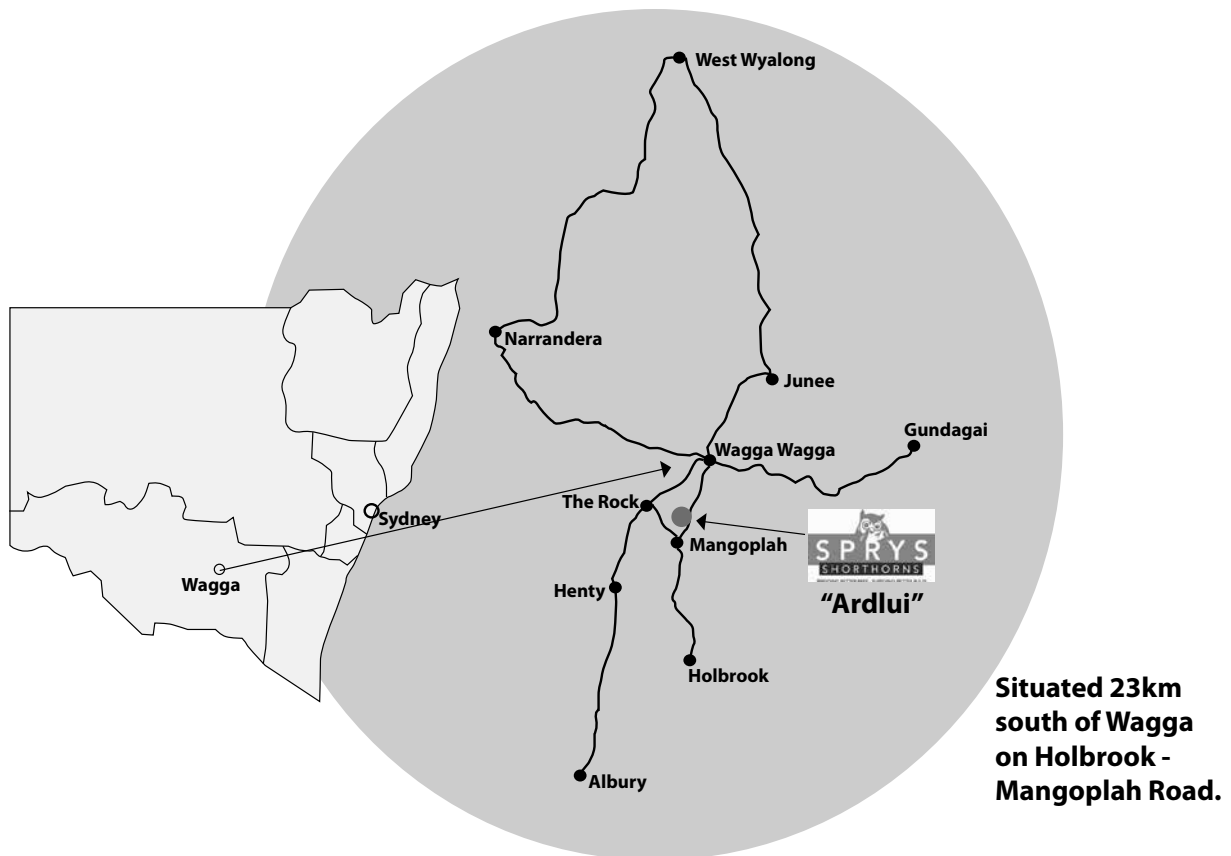 West Wyalong
Narrandera
Junee
Gundagai
Wagga Wagga
The Rock
Sydney
Mangoplah
SPRYS
SHORTHORNS
Wagga
Henty
“Ardlui”
Holbrook
Albury
Situated 23km
south of Wagga
on Holbrook -
Mangoplah Road.